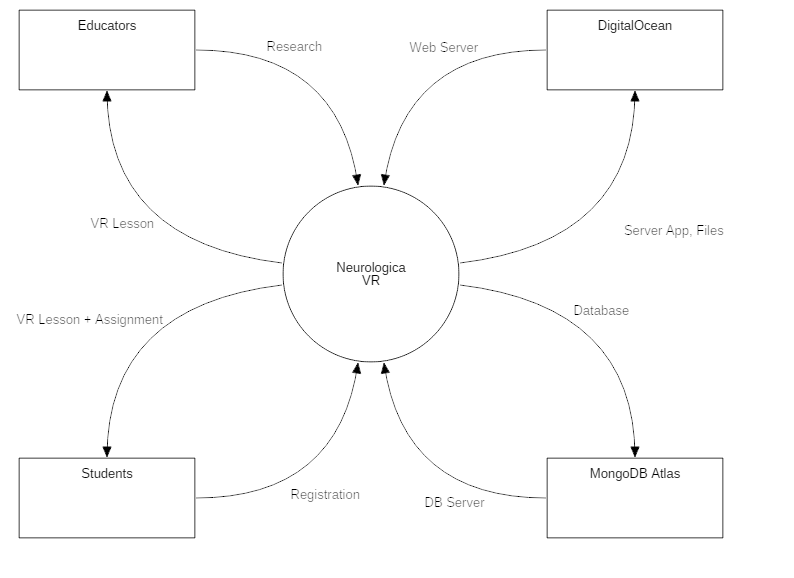 Educators
DigitalOcean
Research
Web Server
VR Lesson
Server App, Files
Neurologica
VR
VR Lesson + Assignment
Database
Students
MongoDB Atlas
Registration
DB Server